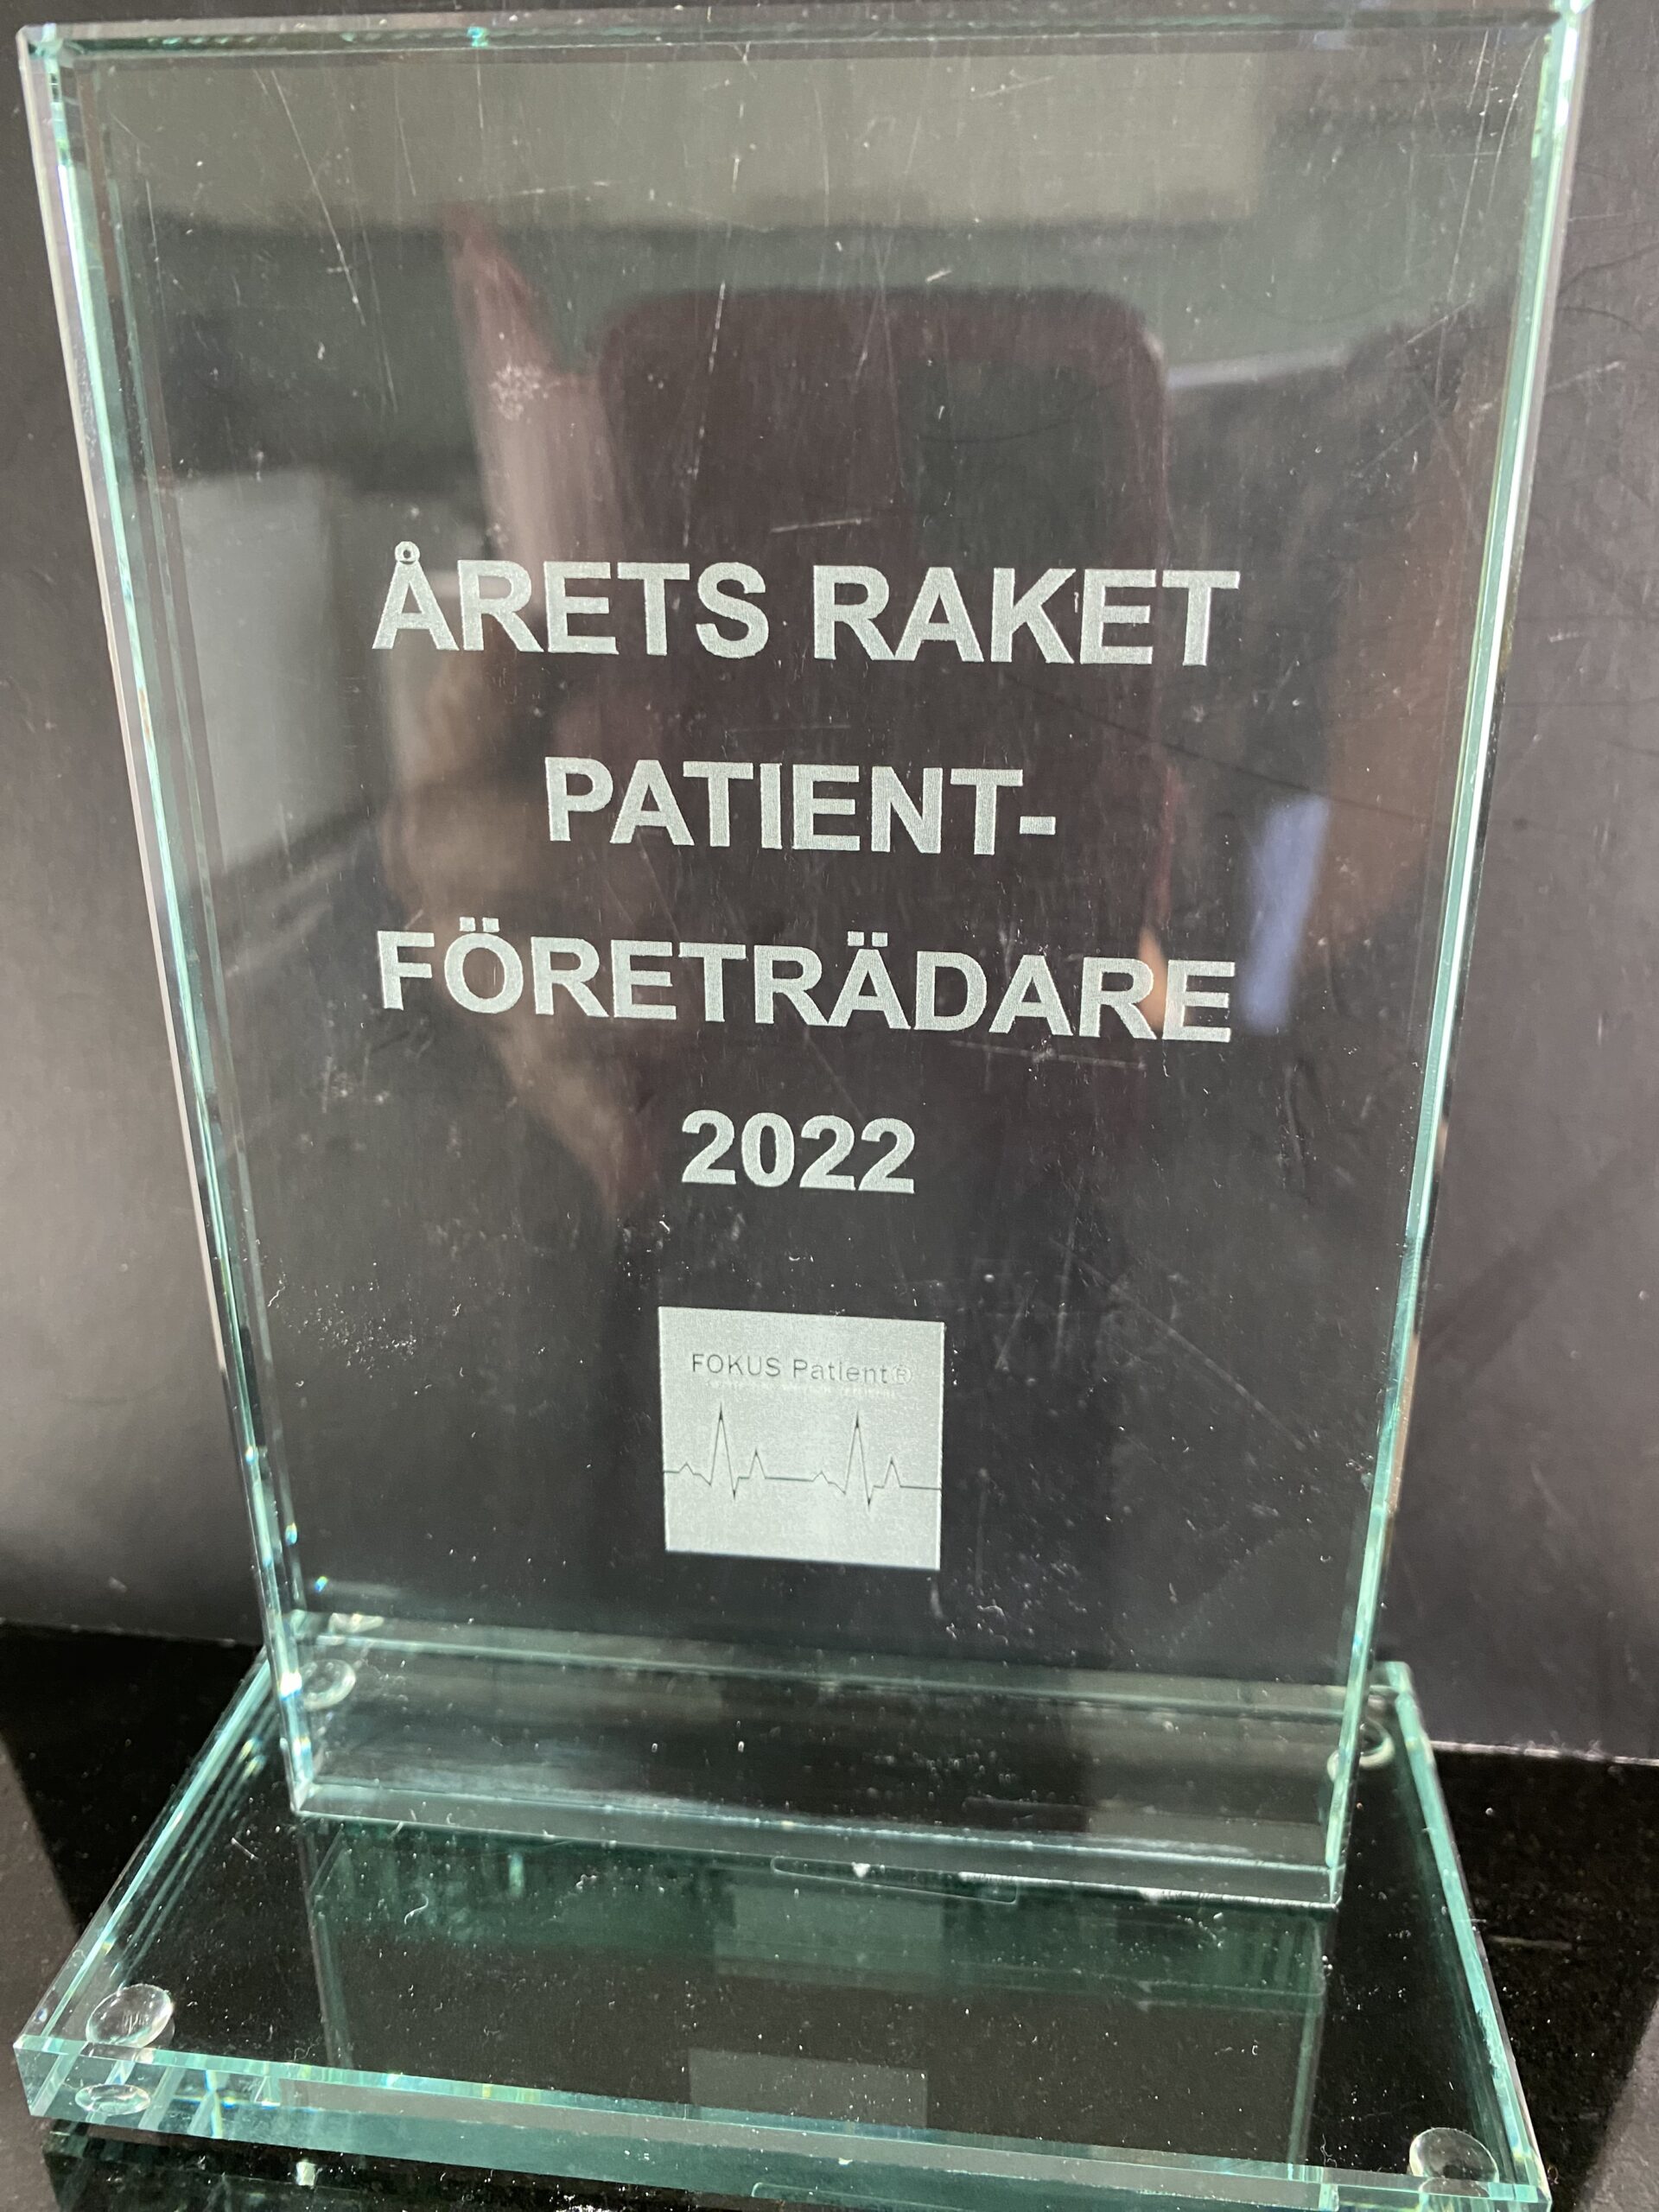 ÅRETS RAKET
PATIENT-
FÖRETRÄDARE
2022
FOKUS Patient®